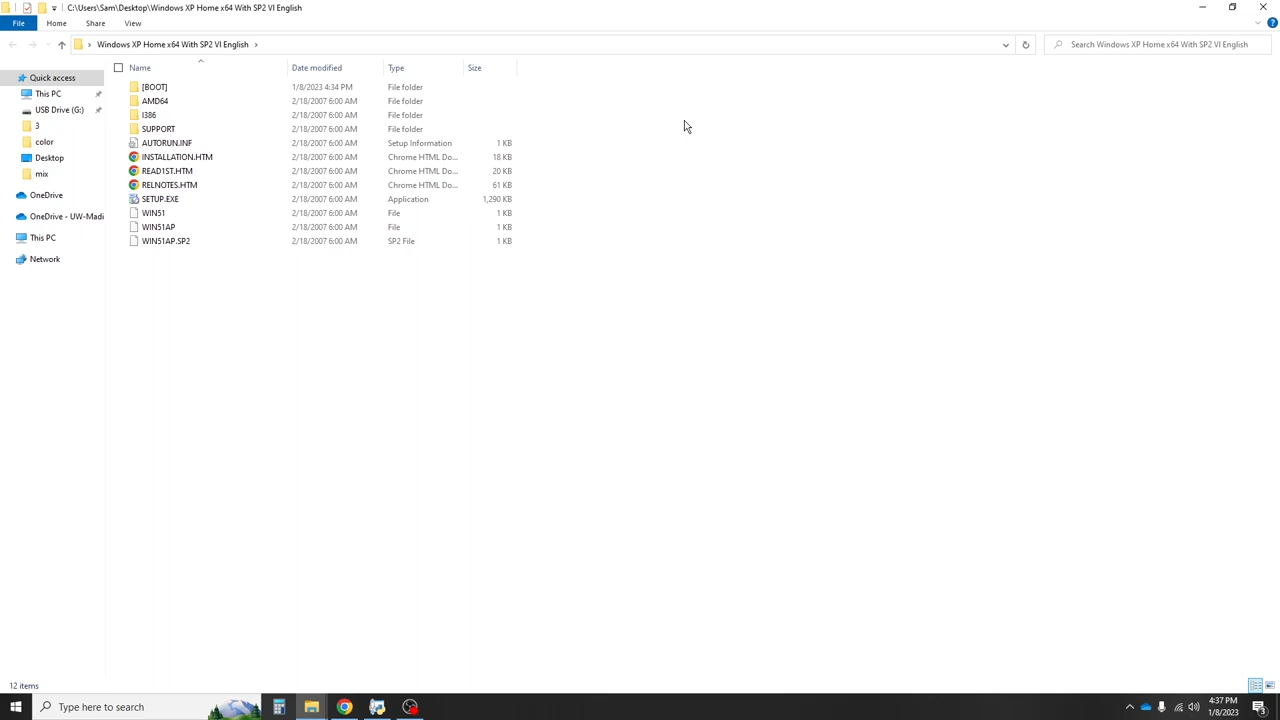 C:\Users\Sam\Desktop\Windows XP Home x64 With SP2 VI English
File Home Share View
Windows XP Home x64 With SP2 VI English
Search Windows XP Home x64 With SP2 VI English
Name Date modified Type Size
Quick access
This PC
USB Drive (G:)
3
color
Desktop
mix
OneDrive
OneDrive - UW-Madi
This PC
Network
[BOOT] 1/8/2023 4:34 PM File folder
AMD64 2/18/2007 6:00 AM File folder
I386 2/18/2007 6:00 AM File folder
SUPPORT 2/18/2007 6:00 AM File folder
AUTORUN.INF 2/18/2007 6:00 AM Setup Information 1 KB
INSTALLATION.HTM 2/18/2007 6:00 AM Chrome HTML Do... 18 KB
READ1ST.HTM 2/18/2007 6:00 AM Chrome HTML Do... 20 KB
RELNOTES.HTM 2/18/2007 6:00 AM Chrome HTML Do... 61 KB
SETUP.EXE 2/18/2007 6:00 AM Application 1,290 KB
WIN51 2/18/2007 6:00 AM File 1 KB
WIN51AP 2/18/2007 6:00 AM File 1 KB
WIN51AP.SP2 2/18/2007 6:00 AM SP2 File 1 KB
12 items
Type here to search
4:37 PM
1/8/2023
3